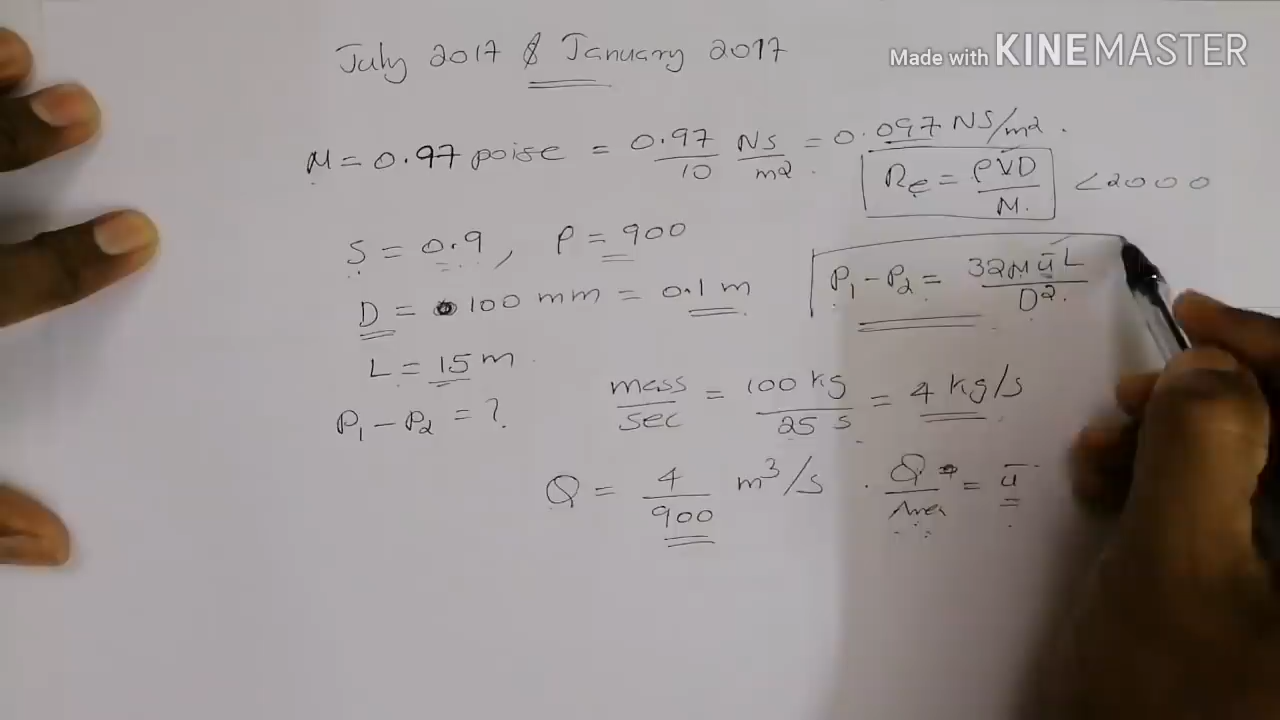 July 2017 & January 2017
Made with KINEMASTER
M = 0.97 poise = 0.97/10 NS/m2 = 0.097 NS/m2.
Re = ρVD/M. <2000
S = 0.9, ρ = 900
P1 - P2 = 32MūL/D2.
D = 100 mm = 0.1 m
L = 15 m
mass/sec = 100 kg/25 s = 4 kg/s
P1 - P2 = ?
Q = 4/900 m³/s . Q/Area = ū